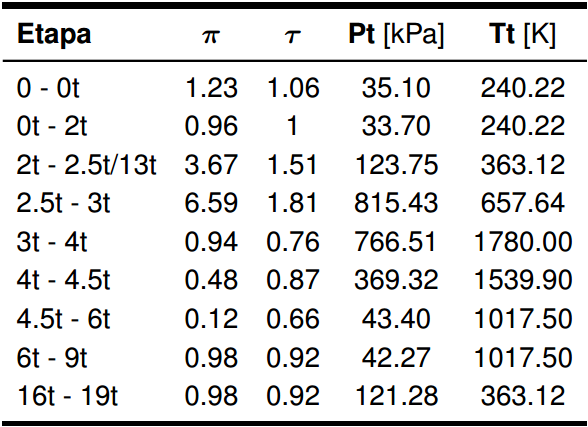 Etapa π τ Pt [kPa] Tt [K]
0 - 0t 1.23 1.06 35.10 240.22
0t - 2t 0.96 1 33.70 240.22
2t - 2.5t/13t 3.67 1.51 123.75 363.12
2.5t - 3t 6.59 1.81 815.43 657.64
3t - 4t 0.94 0.76 766.51 1780.00
4t - 4.5t 0.48 0.87 369.32 1539.90
4.5t - 6t 0.12 0.66 43.40 1017.50
6t - 9t 0.98 0.92 42.27 1017.50
16t - 19t 0.98 0.92 121.28 363.12